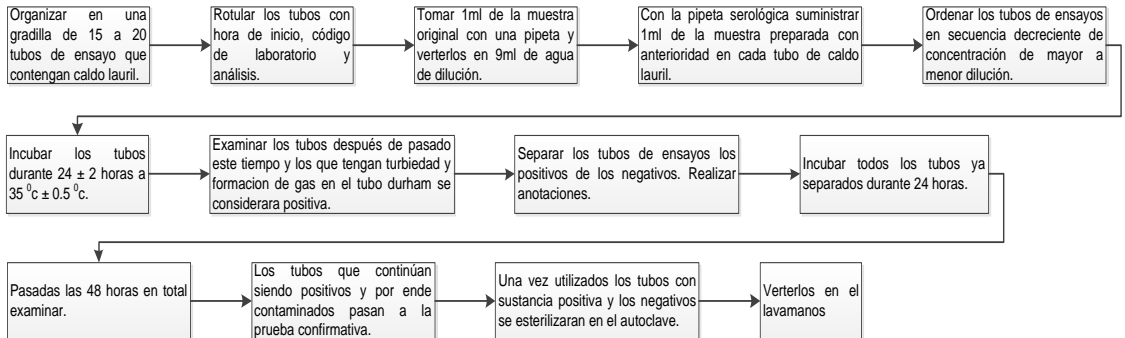 Organizar en una
gradilla de 15 a 20
tubos de ensayo que
contengan caldo lauril.
Rotular los tubos con
hora de inicio, código
de laboratorio y
análisis.
Tomar 1ml de la muestra
original con una pipeta y
verterlos en 9ml de agua
de dilución.
Con la pipeta serológica suministrar
1ml de la muestra preparada con
anterioridad en cada tubo de caldo
lauril.
Ordenar los tubos de ensayos
en secuencia decreciente de
concentración de mayor a
menor dilución.
Incubar los tubos
durante 24 ± 2 horas a
35 ⁰c ± 0.5 ⁰c.
Examinar los tubos después de pasado
este tiempo y los que tengan turbiedad y
formacion de gas en el tubo durham se
considerara positiva.
Separar los tubos de ensayos los
positivos de los negativos. Realizar
anotaciones.
Incubar todos los tubos ya
separados durante 24 horas.
Pasadas las 48 horas en total
examinar.
Los tubos que continúan
siendo positivos y por ende
contaminados pasan a la
prueba confirmativa.
Una vez utilizados los tubos con
sustancia positiva y los negativos
se esterilizaran en el autoclave.
Verterlos en el
lavamanos